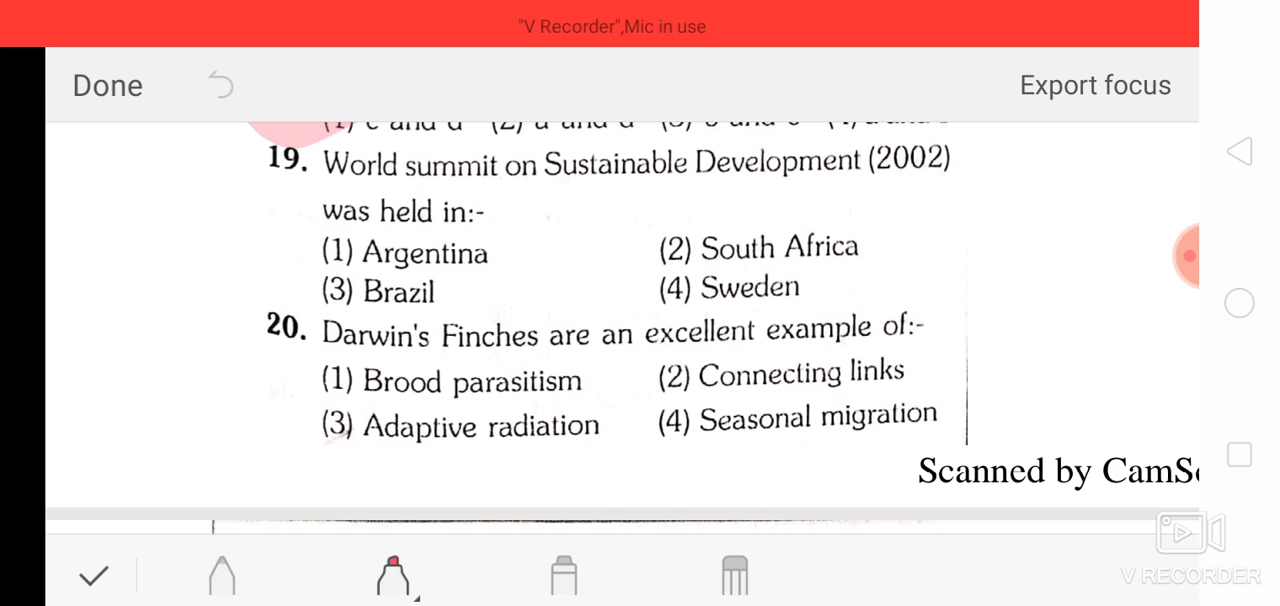 "V Recorder",Mic in use
Done
Export focus
19. World summit on Sustainable Development (2002)
was held in:-
(1) Argentina (2) South Africa
(3) Brazil (4) Sweden
20. Darwin's Finches are an excellent example of:-
(1) Brood parasitism (2) Connecting links
(3) Adaptive radiation (4) Seasonal migration
Scanned by CamSc
V RECORDER